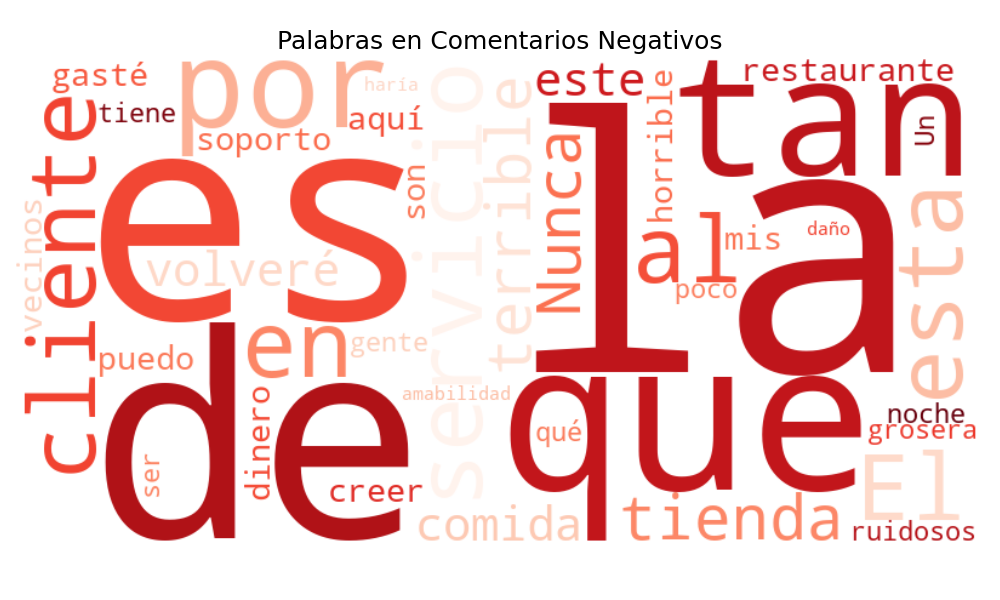 Palabras en Comentarios Negativos
gasté
por
haría
servicio
este
restaurante
tan
tiene
aquí
soporto
cliente
es
son
terrible
Nunca
horrible
la
Un
vecinos
volveré
al
mis
daño
esta
poco
en
gente
puedo
de
amabilidad
que
noche
qué
grosera
dinero
ser
creer
comida
tienda
El
ruidosos